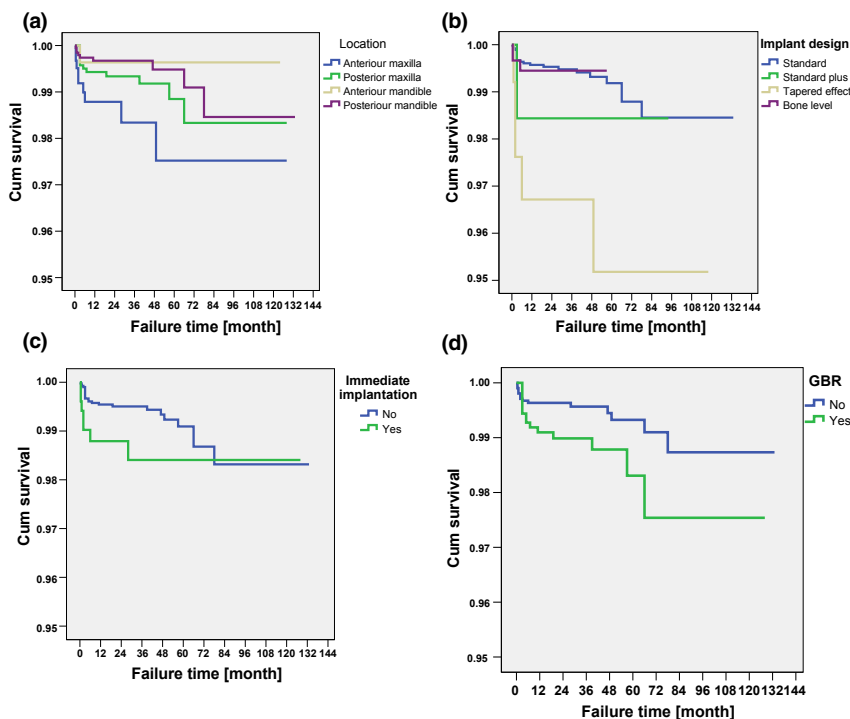 (a)
Location
Anteriour maxilla
Posterior maxilla
Anteriour mandible
Posteriour mandible
1.00
0.99
0.98
0.97
0.96
0.95
Cum survival
0 12 24 36 48 60 72 84 96 108 120 132 144
Failure time [month]
(b)
Implant design
Standard
Standard plus
Tapered effect
Bone level
1.00
0.99
0.98
0.97
0.96
0.95
Cum survival
0 12 24 36 48 60 72 84 96 108 120 132 144
Failure time [month]
(c)
Immediate
implantation
No
Yes
1.00
0.99
0.98
0.97
0.96
0.95
Cum survival
0 12 24 36 48 60 72 84 96 108 120 132 144
Failure time [month]
(d)
GBR
No
Yes
1.00
0.99
0.98
0.97
0.96
0.95
Cum survival
0 12 24 36 48 60 72 84 96 108 120 132 144
Failure time [month]